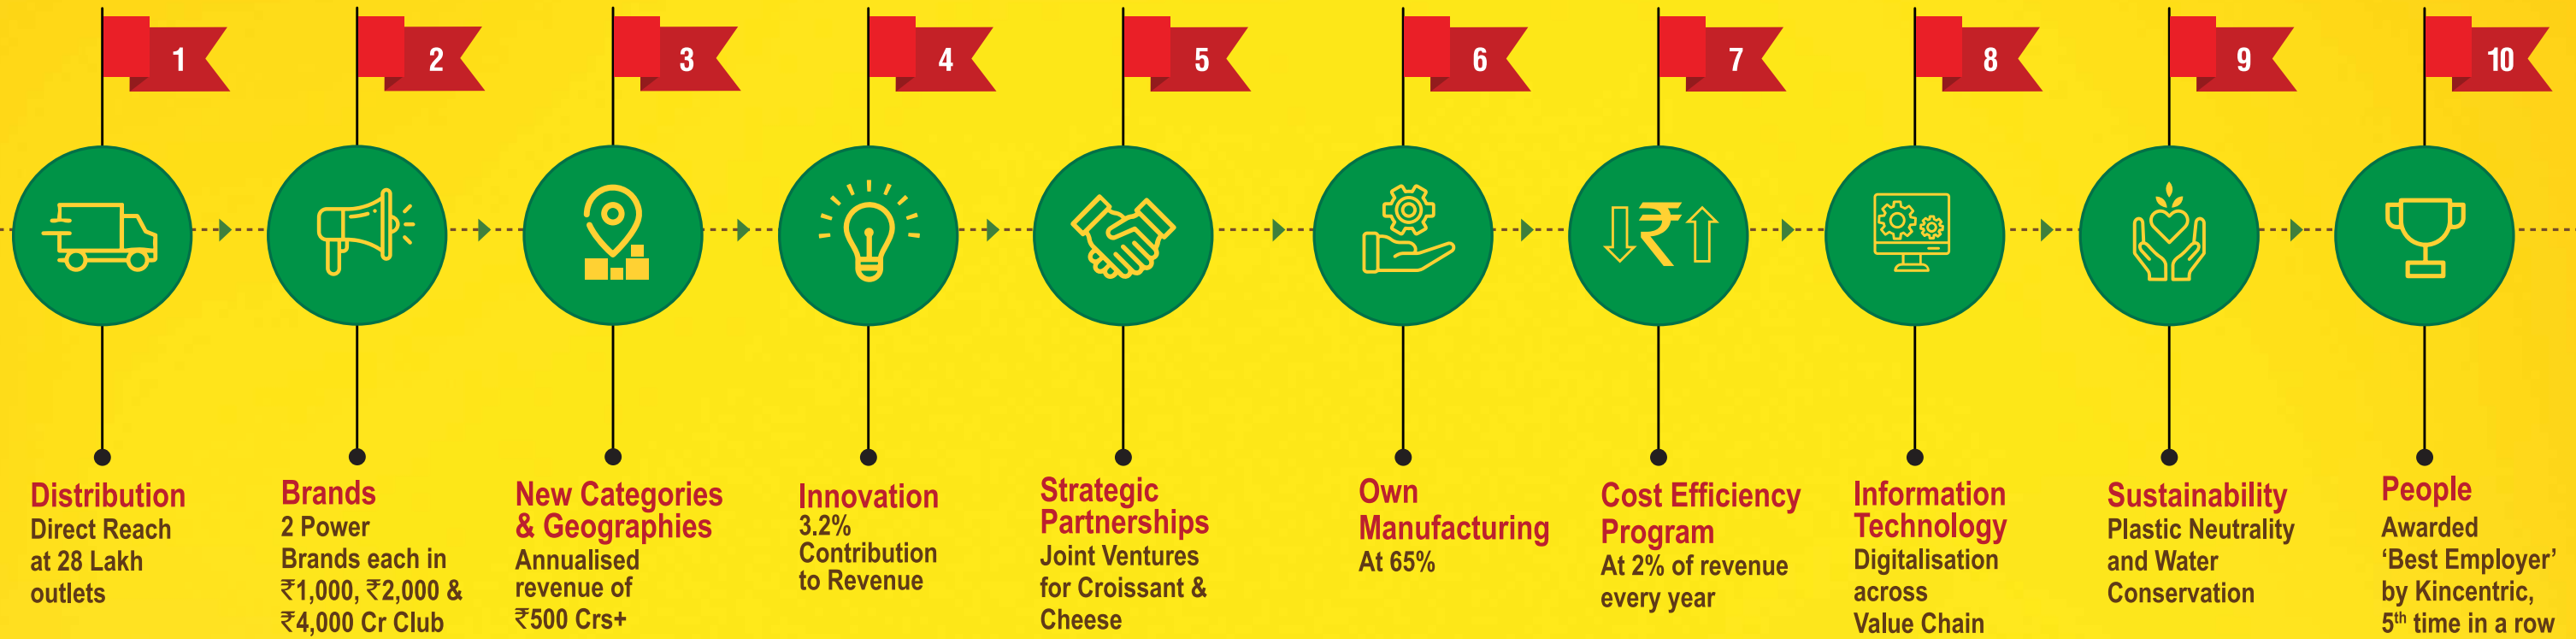 1
Distribution
Direct Reach
at 28 Lakh
outlets
2
Brands
2 Power
Brands each in
₹1,000, ₹2,000 &
₹4,000 Cr Club
3
New Categories
& Geographies
Annualised
revenue of
₹500 Crs+
4
Innovation
3.2%
Contribution
to Revenue
5
Strategic
Partnerships
Joint Ventures
for Croissant &
Cheese
6
Own
Manufacturing
At 65%
7
₹
Cost Efficiency
Program
At 2% of revenue
every year
8
Information
Technology
Digitalisation
across
Value Chain
9
Sustainability
Plastic Neutrality
and Water
Conservation
10
People
Awarded
‘Best Employer’
by Kincentric,
5th time in a row